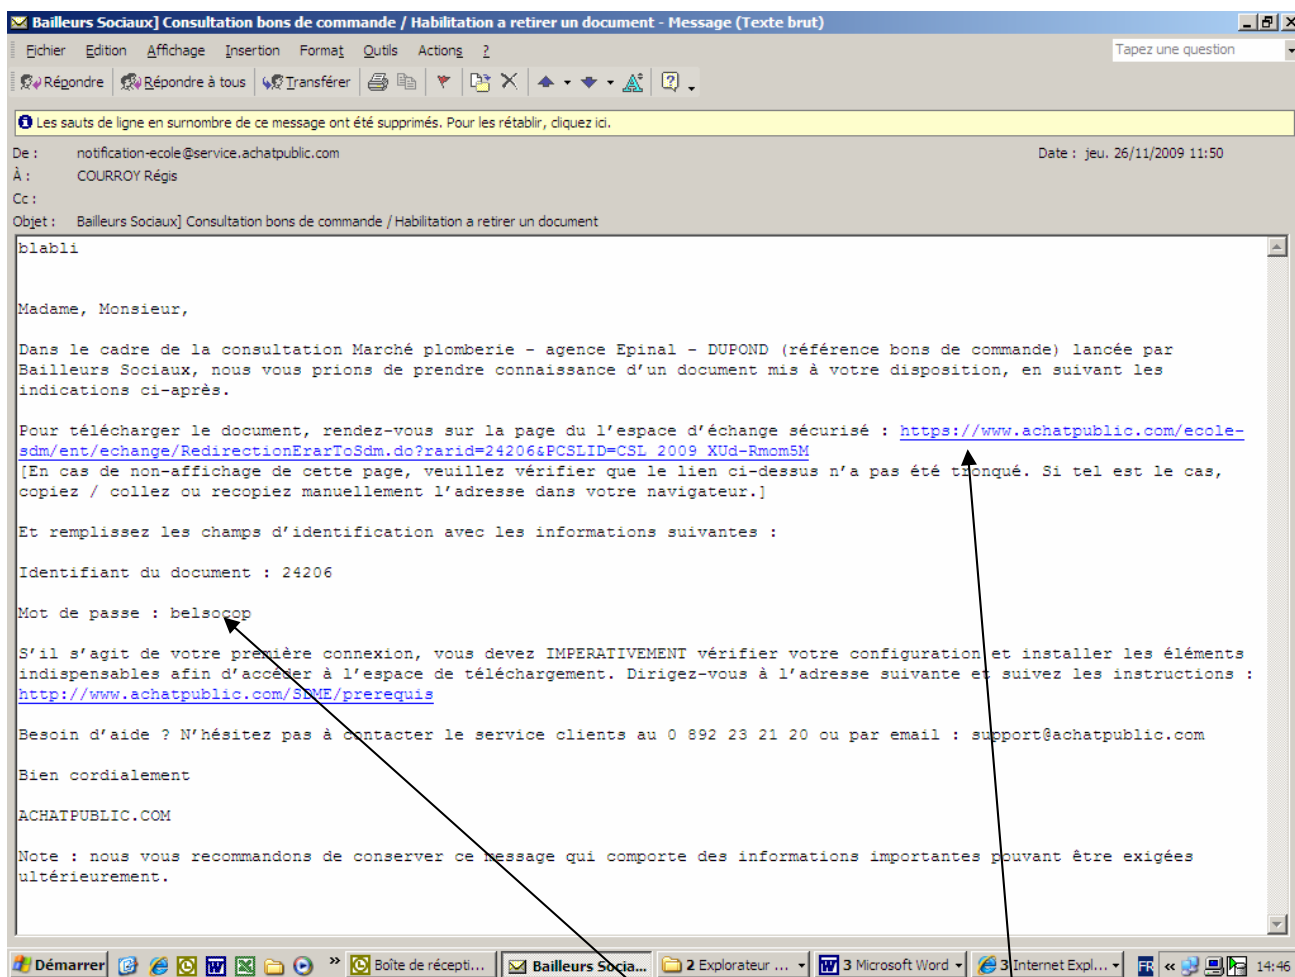 Bailleurs Sociaux] Consultation bons de commande / Habilitation a retirer un document - Message (Texte brut)
Fichier Edition Affichage Insertion Format Outils Actions ? Tapez une question
Répondre Répondre à tous Transférer
Les sauts de ligne en surnombre de ce message ont été supprimés. Pour les rétablir, cliquez ici.
De : notification-ecole@service.achatpublic.com Date : jeu. 26/11/2009 11:50
À : COURROY Régis
Cc :
Objet : Bailleurs Sociaux] Consultation bons de commande / Habilitation a retirer un document
blabli
Madame, Monsieur,
Dans le cadre de la consultation Marché plomberie - agence Epinal - DUPOND (référence bons de commande) lancée par
Bailleurs Sociaux, nous vous prions de prendre connaissance d'un document mis à votre disposition, en suivant les
indications ci-après.
Pour télécharger le document, rendez-vous sur la page du l'espace d'échange sécurisé : https://www.achatpublic.com/ecole-
sdm/ent/echange/RedirectionErarToSdm.do?rarid=24206&PCSLID=CSL_2009_XUd-Rmom5M
[En cas de non-affichage de cette page, veuillez vérifier que le lien ci-dessus n'a pas été tronqué. Si tel est le cas,
copiez / collez ou recopiez manuellement l'adresse dans votre navigateur.]
Et remplissez les champs d'identification avec les informations suivantes :
Identifiant du document : 24206
Mot de passe : belsocop
S'il s'agit de votre première connexion, vous devez IMPERATIVEMENT vérifier votre configuration et installer les éléments
indispensables afin d'accéder à l'espace de téléchargement. Dirigez-vous à l'adresse suivante et suivez les instructions :
http://www.achatpublic.com/SDME/prerequis
Besoin d'aide ? N'hésitez pas à contacter le service clients au 0 892 23 21 20 ou par email : support@achatpublic.com
Bien cordialement
ACHATPUBLIC.COM
Note : nous vous recommandons de conserver ce message qui comporte des informations importantes pouvant être exigées
ultérieurement.
Démarrer » Boîte de récepti... Bailleurs Socia... 2 Explorateur ... 3 Microsoft Word 3 Internet Expl... FR « 14:46